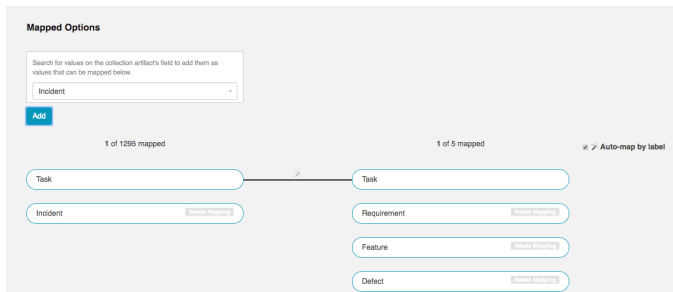 Mapped Options
Search for values on the collection artifact's field to add them as
values that can be mapped below.
Incident
Add
1 of 1295 mapped
1 of 5 mapped
Auto-map by label
Task
Task
Incident Needs Mapping
Requirement Needs Mapping
Feature Needs Mapping
Defect Needs Mapping